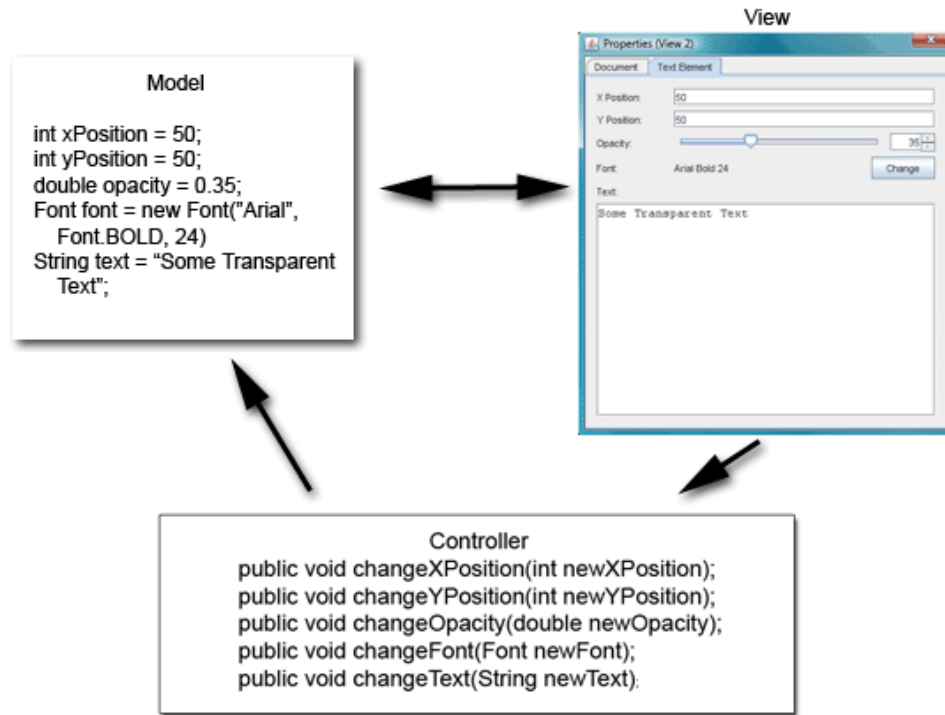 View
Properties (View 2)
Document Text Element
X Position: 50
Y Position: 50
Opacity: 35
Font: Arial Bold 24 Change
Text:
Some Transparent Text
Model
int xPosition = 50;
int yPosition = 50;
double opacity = 0.35;
Font font = new Font("Arial",
Font.BOLD, 24)
String text = “Some Transparent
Text”;
Controller
public void changeXPosition(int newXPosition);
public void changeYPosition(int newYPosition);
public void changeOpacity(double newOpacity);
public void changeFont(Font newFont);
public void changeText(String newText);